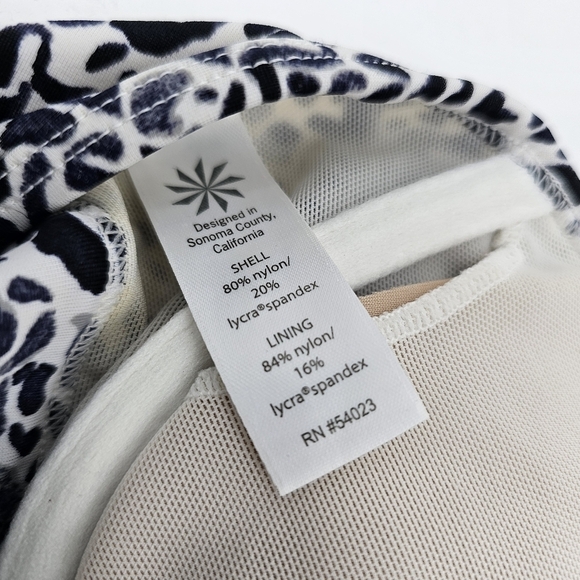 Designed in
Sonoma County,
California
SHELL
80% nylon/
20%
lycra®spandex
LINING
84% nylon/
16%
lycra®spandex
RN #54023